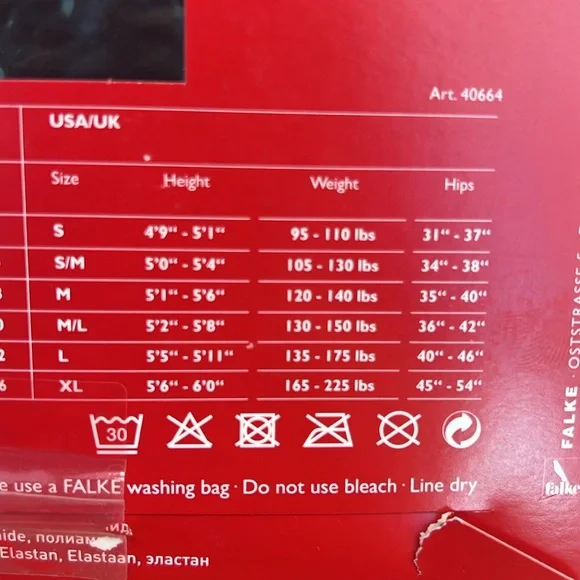 Art. 40664
USA/UK
Size Height Weight Hips
S 4'9“ - 5'1“ 95 - 110 lbs 31“ - 37“
S/M 5'0“ - 5'4“ 105 - 130 lbs 34“ - 38“
M 5'1“ - 5'6“ 120 - 140 lbs 35“ - 40“
M/L 5'2“ - 5'8“ 130 - 150 lbs 36“ - 42“
L 5'5“ - 5'11“ 135 - 175 lbs 40“ - 46“
XL 5'6“ - 6'0“ 165 - 225 lbs 45“ - 54“
30
e use a FALKE washing bag · Do not use bleach · Line dry
Elastan, Elastaan, эластан
FALKE OSTSTRASSE 5
falke